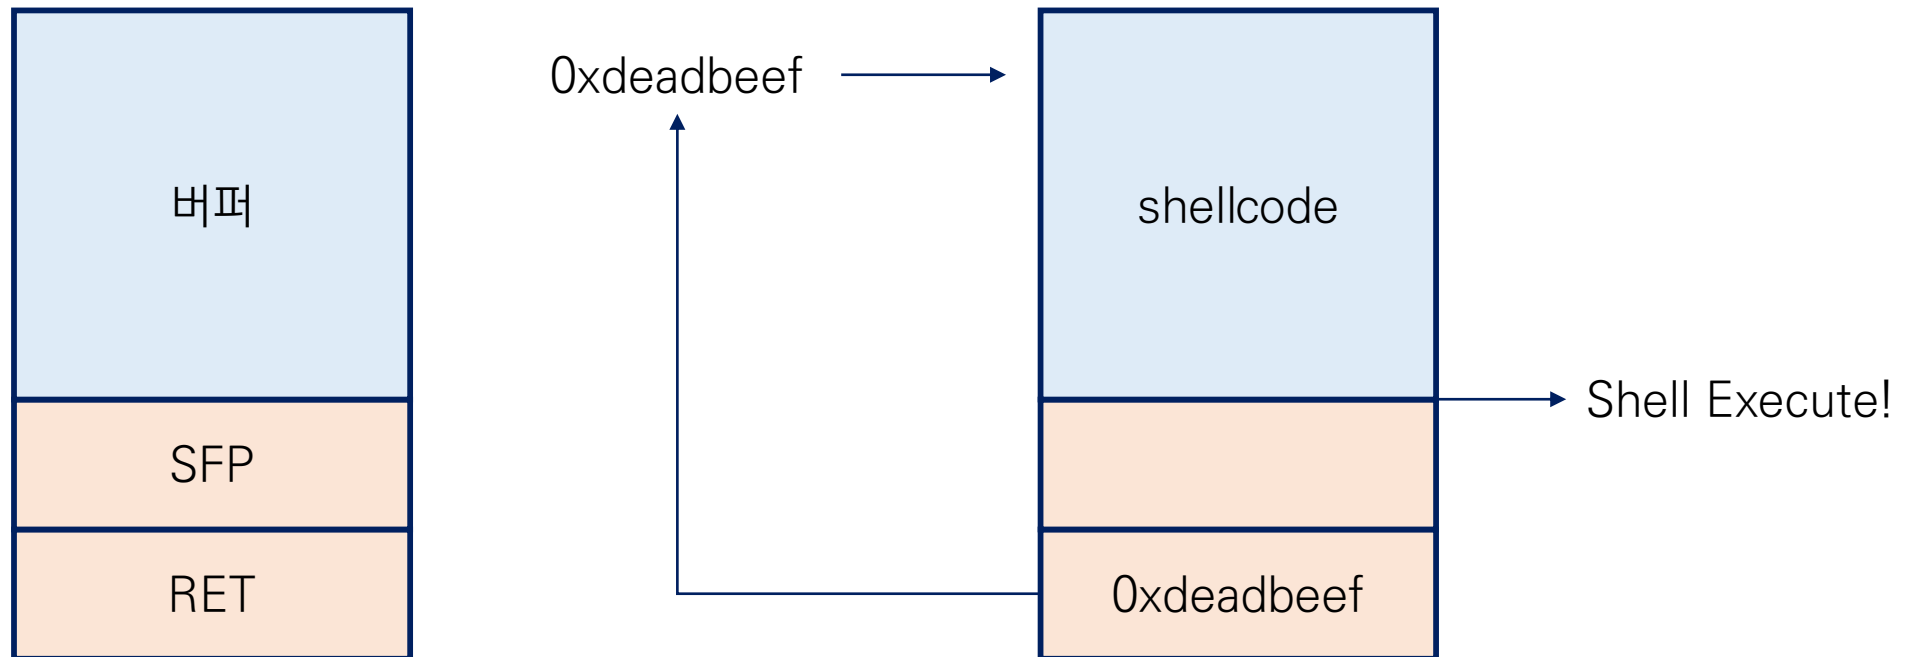 버퍼
SFP
RET
0xdeadbeef
shellcode
0xdeadbeef
Shell Execute!